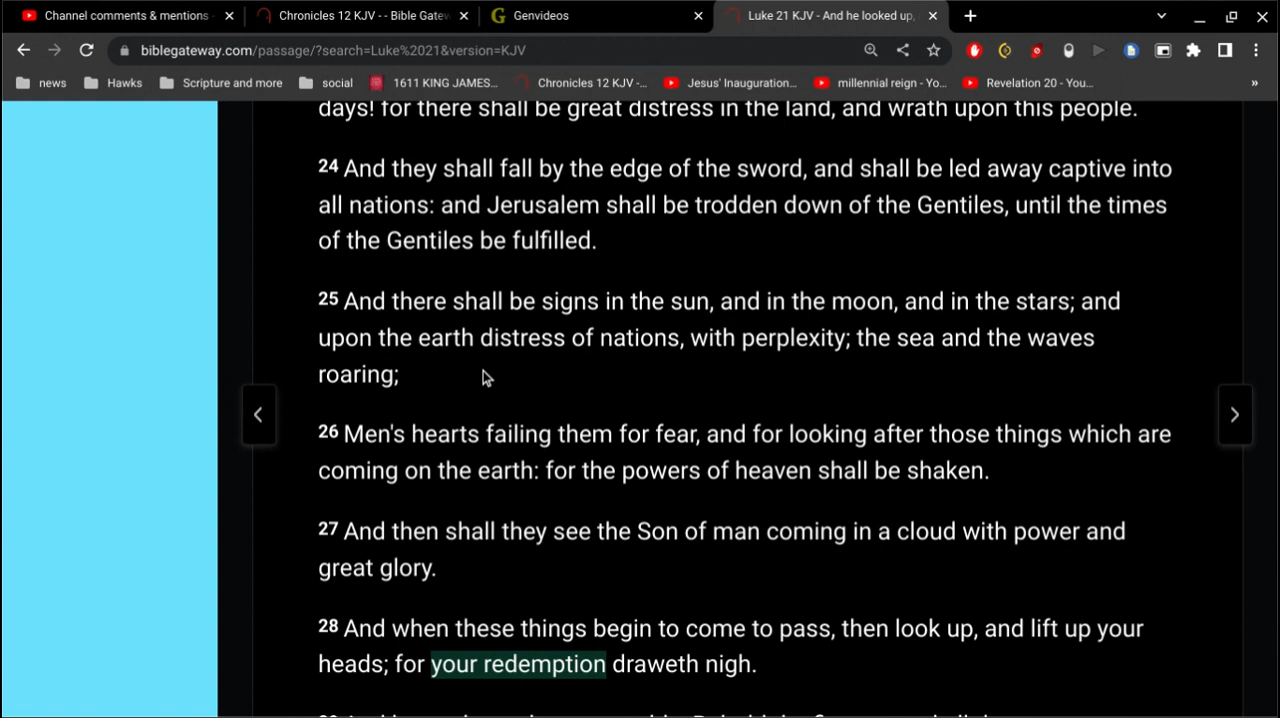 Channel comments & mentions
Chronicles 12 KJV - - Bible Gatew
Genvideos
Luke 21 KJV - And he looked up,
biblegateway.com/passage/?search=Luke%2021&version=KJV
news Hawks Scripture and more social 1611 KING JAMES... Chronicles 12 KJV -... Jesus' Inauguration... millennial reign - Yo... Revelation 20 - You... »
days! for there shall be great distress in the land, and wrath upon this people.
24 And they shall fall by the edge of the sword, and shall be led away captive into
all nations: and Jerusalem shall be trodden down of the Gentiles, until the times
of the Gentiles be fulfilled.
25 And there shall be signs in the sun, and in the moon, and in the stars; and
upon the earth distress of nations, with perplexity; the sea and the waves
roaring;
26 Men's hearts failing them for fear, and for looking after those things which are
coming on the earth: for the powers of heaven shall be shaken.
27 And then shall they see the Son of man coming in a cloud with power and
great glory.
28 And when these things begin to come to pass, then look up, and lift up your
heads; for your redemption draweth nigh.